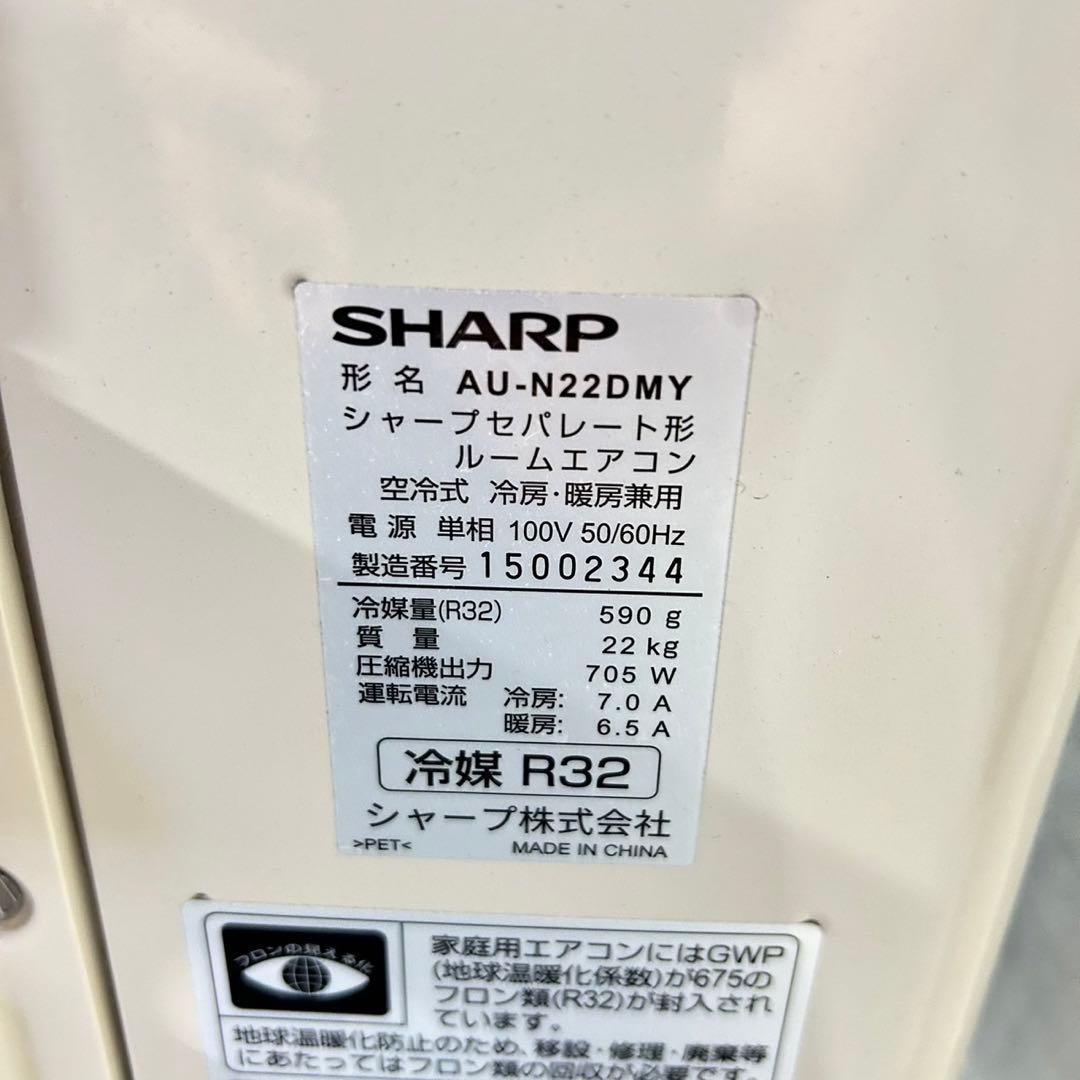 SHARP
形名 AU-N22DMY
シャープセパレート形
ルームエアコン
空冷式 冷房・暖房兼用
電源 単相 100V 50/60Hz
製造番号 15002344
冷媒量(R32) 590 g
質量 22 kg
圧縮機出力 705 W
運転電流 冷房: 7.0 A
暖房: 6.5 A
冷媒 R32
シャープ株式会社
>PET< MADE IN CHINA
フロンの見える化
家庭用エアコンにはGWP
(地球温暖化係数)が675の
フロン類(R32)が封入され
ています。
地球温暖化防止のため、移設・修理・廃棄等
にあたってはフロン類の回収が必要です。